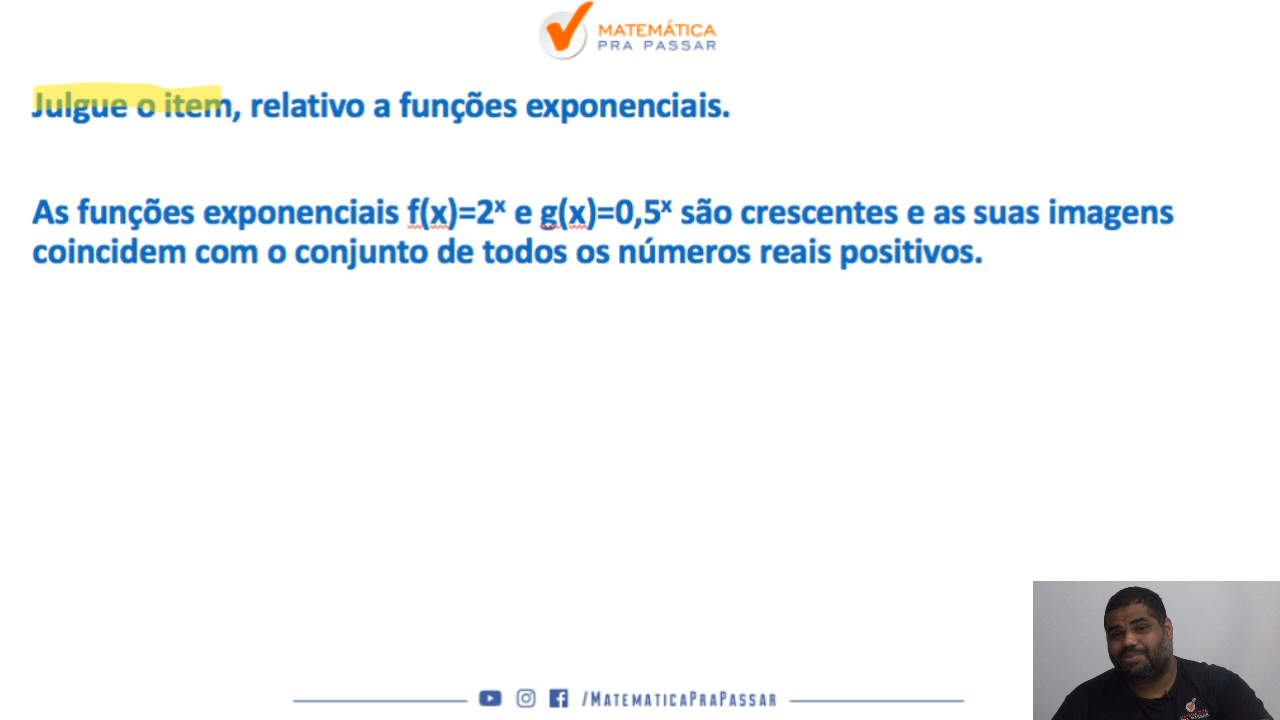 MATEMÁTICA
PRA PASSAR
Julgue o item, relativo a funções exponenciais.
As funções exponenciais f(x)=2ˣ e g(x)=0,5ˣ são crescentes e as suas imagens
coincidem com o conjunto de todos os números reais positivos.
/MATEMATICAPRAPASSAR